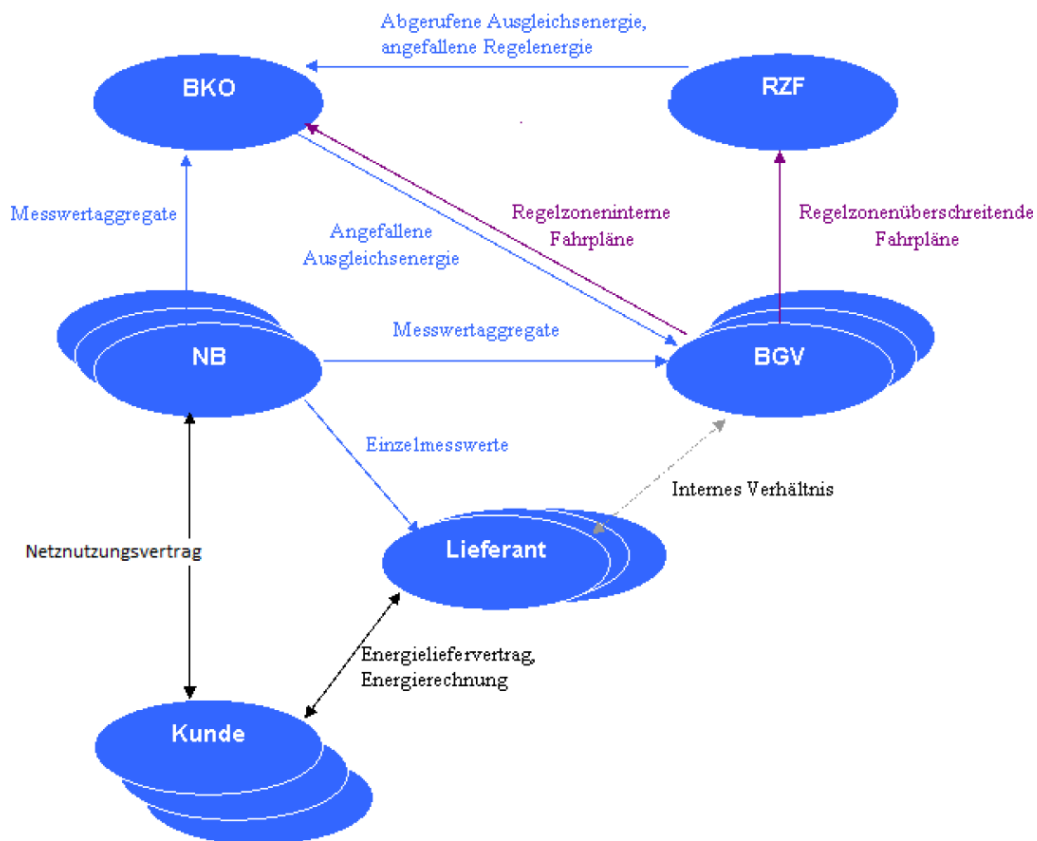 Abgerufene Ausgleichsenergie,
angefallene Regelenergie
BKO
RZF
Messwertaggregate
Angefallene
Ausgleichsenergie
Regelzoneninterne
Fahrpläne
Regelzonenüberschreitende
Fahrpläne
NB
Messwertaggregate
BGV
Einzelmesswerte
Internes Verhältnis
Netznutzungsvertrag
Lieferant
Energieliefervertrag,
Energierechnung
Kunde